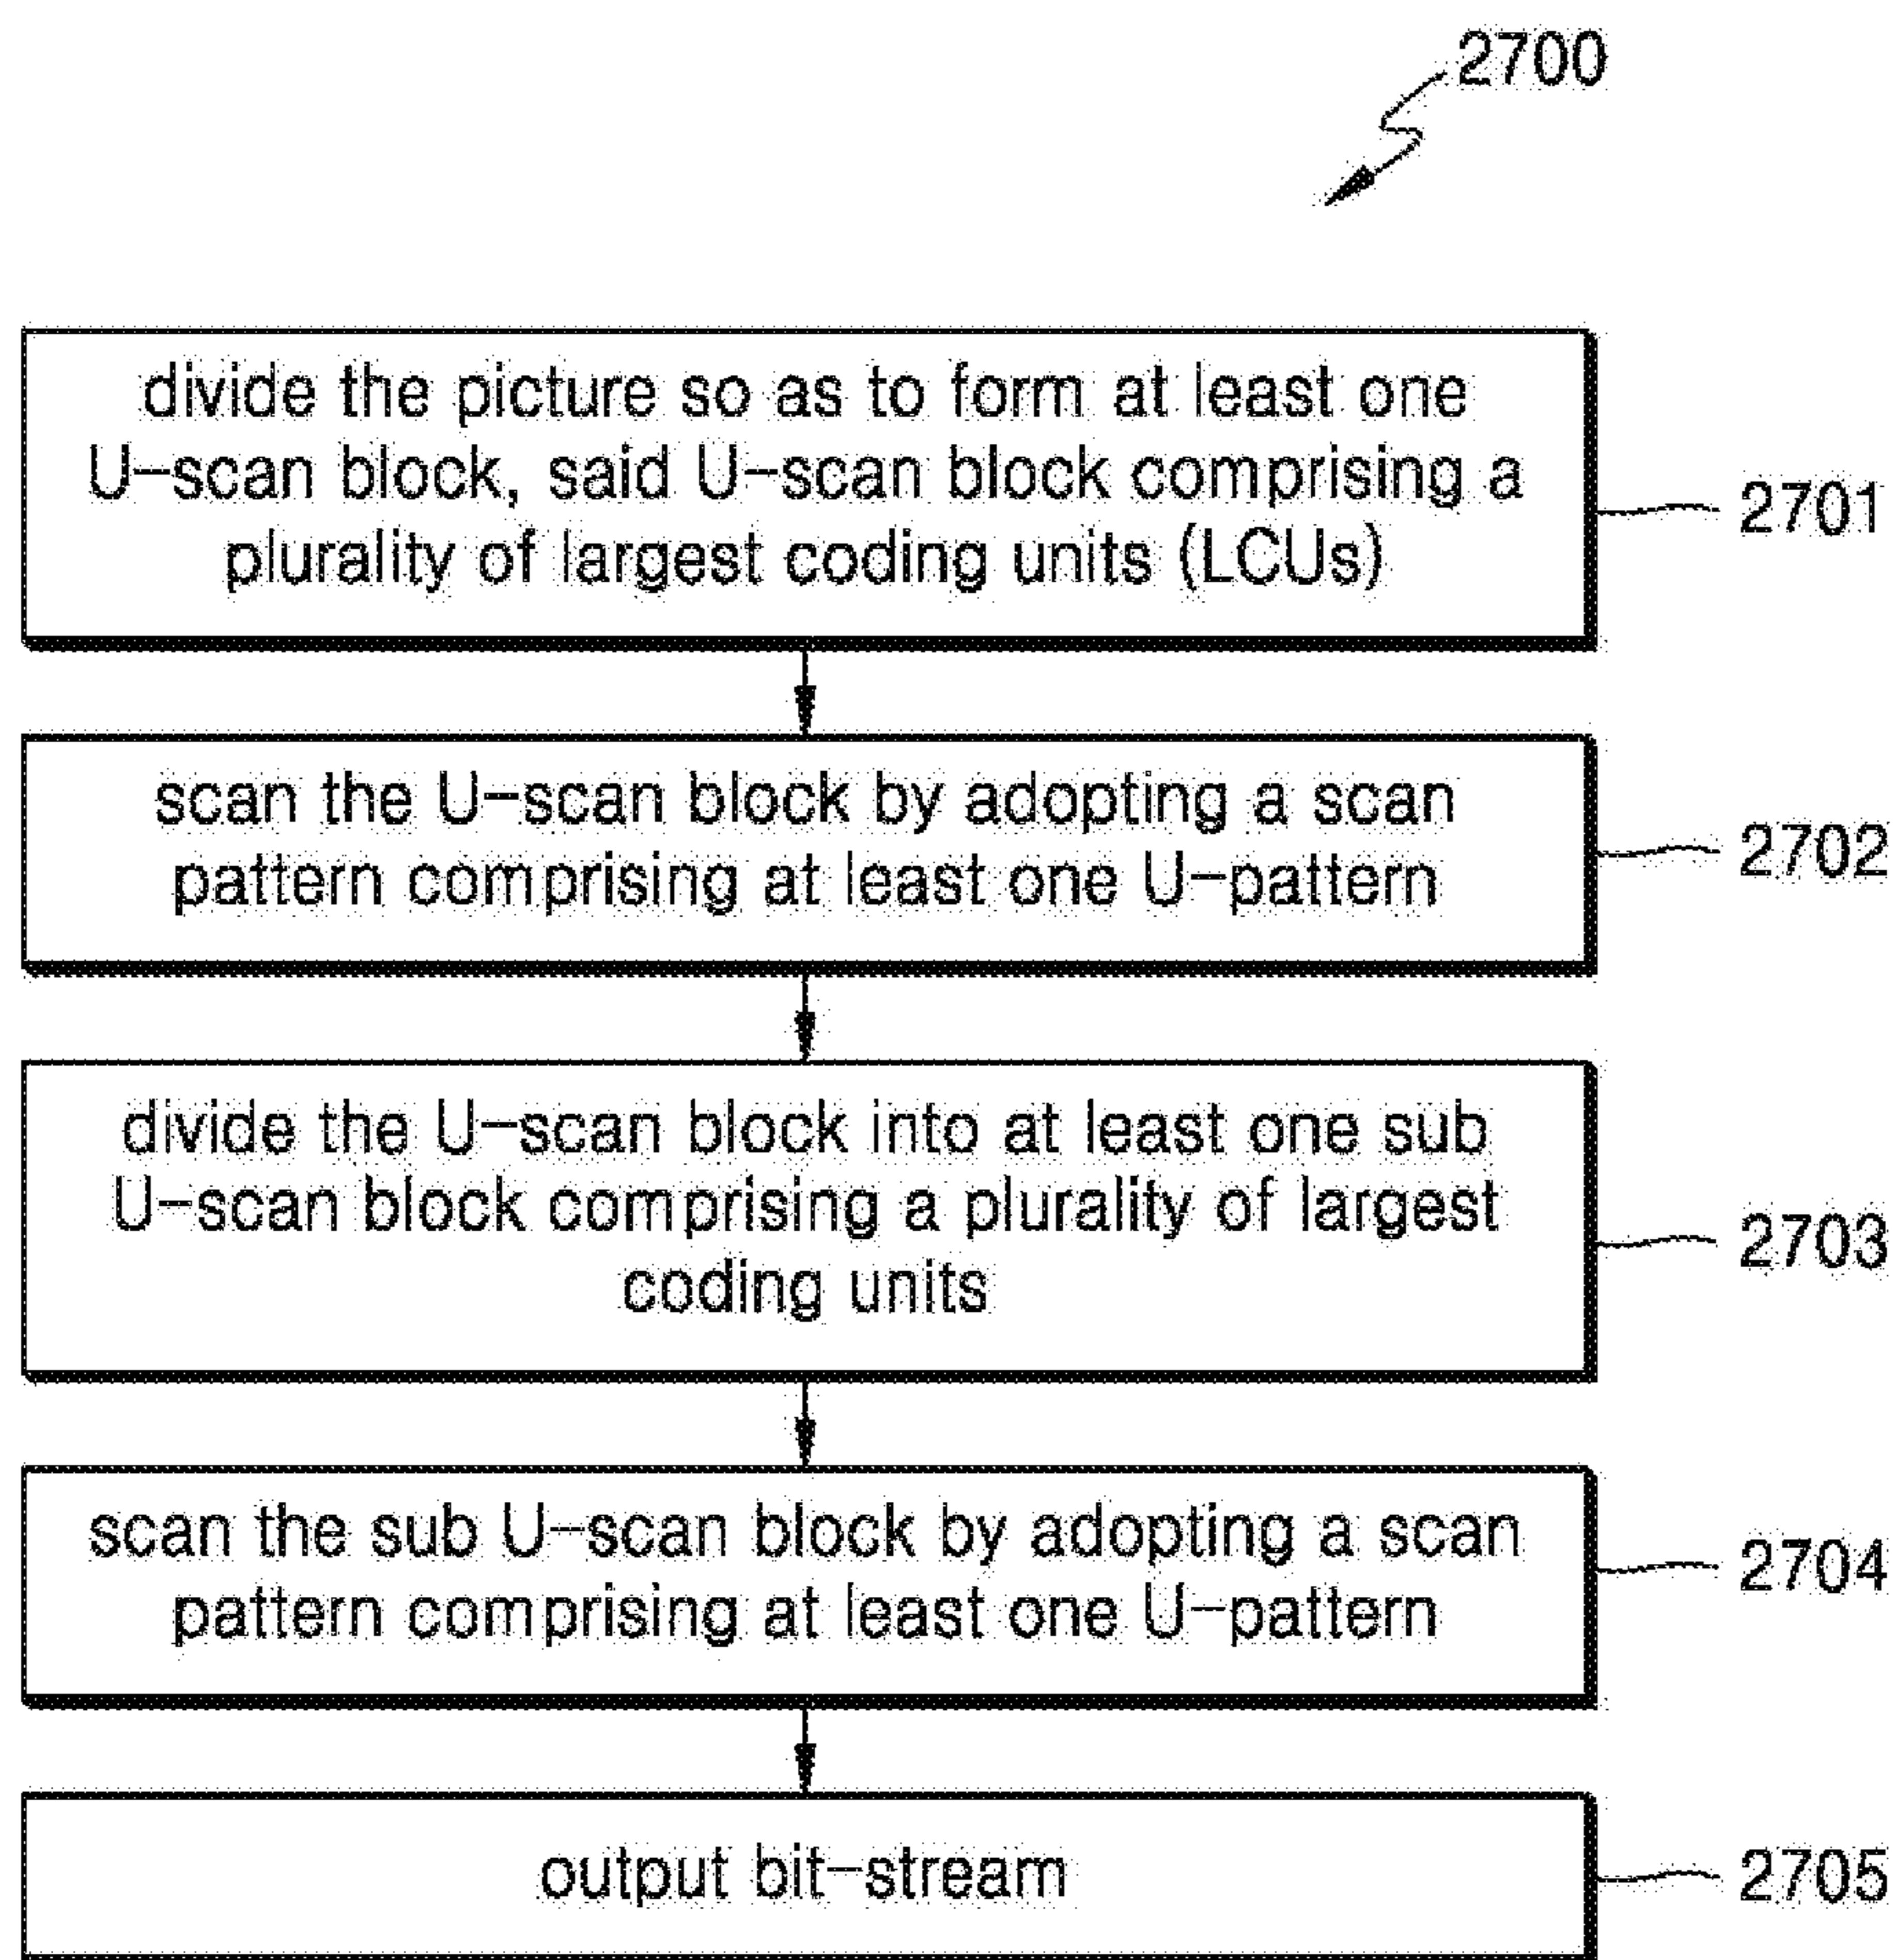 2700
divide the picture so as to form at least one
U-scan block, said U-scan block comprising a
plurality of largest coding units (LCUs)
2701
scan the U-scan block by adopting a scan
pattern comprising at least one U-pattern
2702
divide the U-scan block into at least one sub
U-scan block comprising a plurality of largest
coding units
2703
scan the sub U-scan block by adopting a scan
pattern comprising at least one U-pattern
2704
output bit-stream
2705